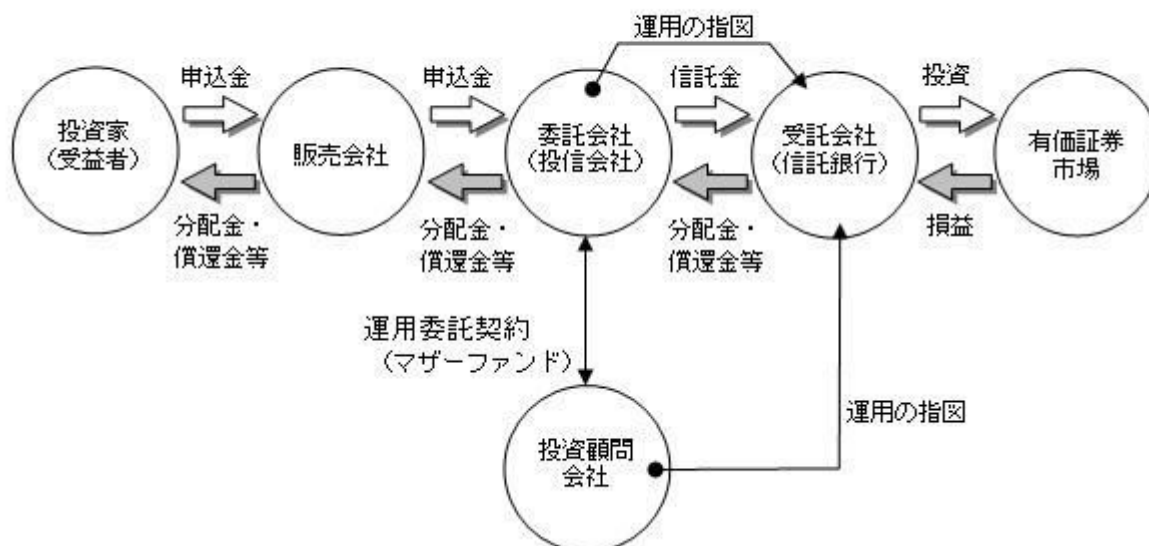 運用の指図
申込金
申込金
信託金
投資
投資家
(受益者)
販売会社
委託会社
(投信会社)
受託会社
(信託銀行)
有価証券
市場
分配金・
償還金等
分配金・
償還金等
分配金・
償還金等
損益
運用委託契約
(マザーファンド)
運用の指図
投資顧問
会社